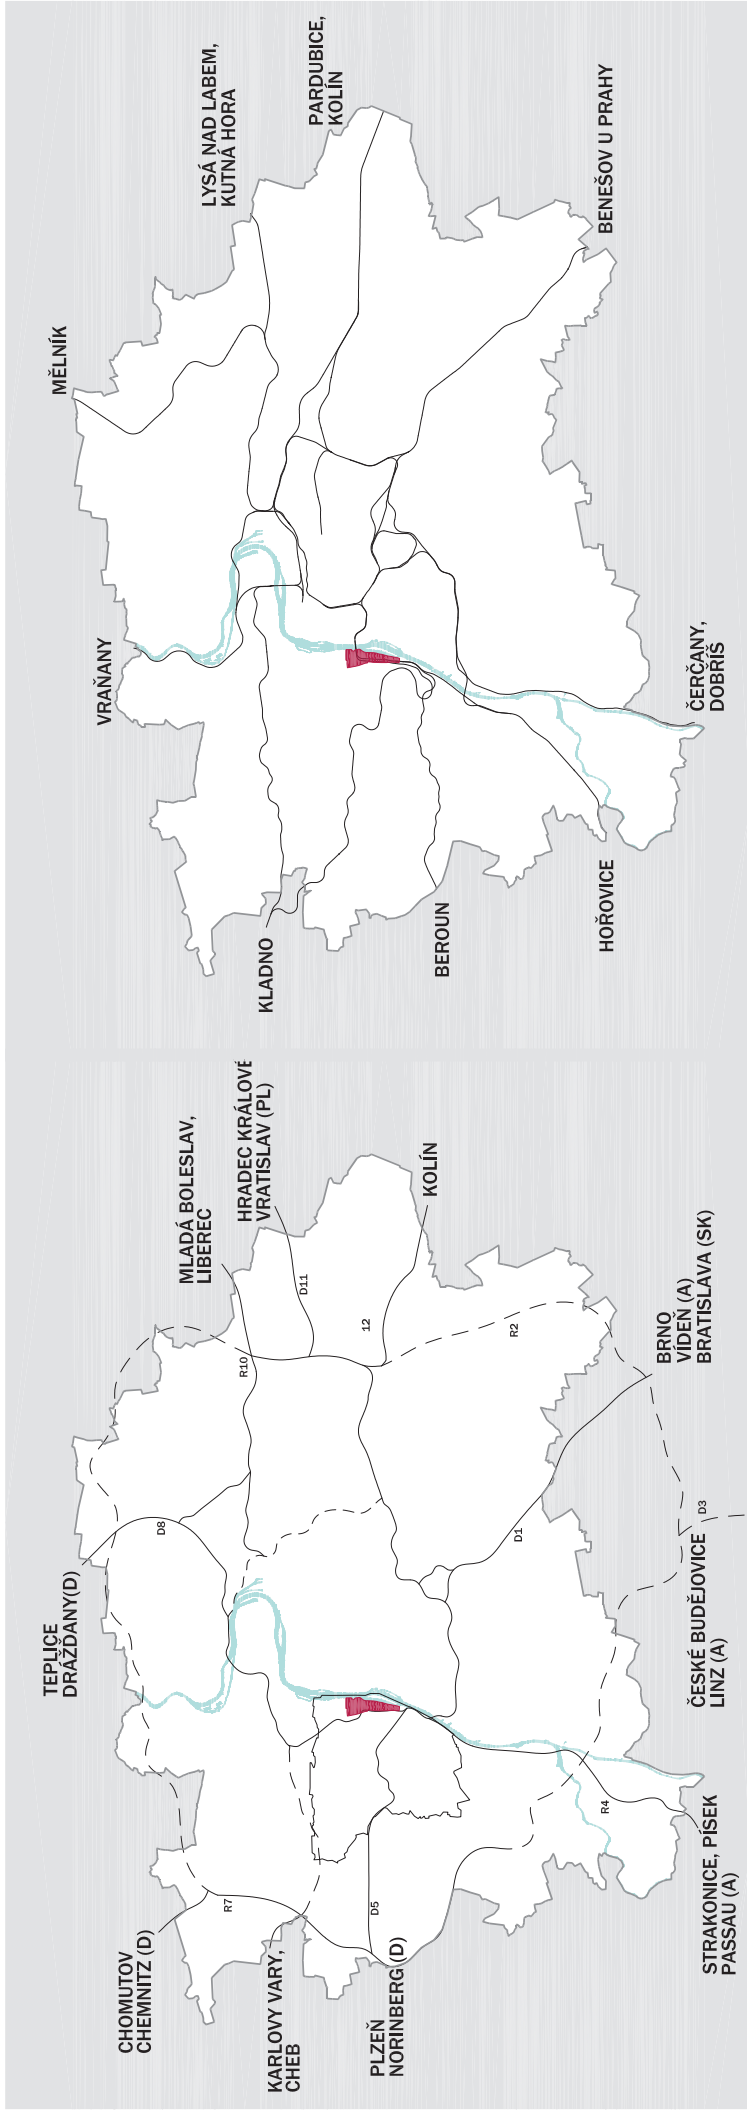 MĚLNÍK
LYSÁ NAD LABEM,
KUTNÁ HORA
PARDUBICE,
KOLÍN
BENEŠOV U PRAHY
VRAŇANY
ČERČANY,
DOBŘÍŠ
KLADNO
BEROUN
HOŘOVICE
MLADÁ BOLESLAV,
LIBEREC
HRADEC KRÁLOVÉ
VRATISLAV (PL)
KOLÍN
R10
D11
12
R2
BRNO
VÍDEŇ (A)
BRATISLAVA (SK)
TEPLICE
DRÁŽĎANY(D)
D8
D1
D3
ČESKÉ BUDĚJOVICE
LINZ (A)
CHOMUTOV
CHEMNITZ (D)
R7
KARLOVY VARY,
CHEB
D5
PLZEŇ
NORINBERG (D)
R4
STRAKONICE, PÍSEK
PASSAU (A)